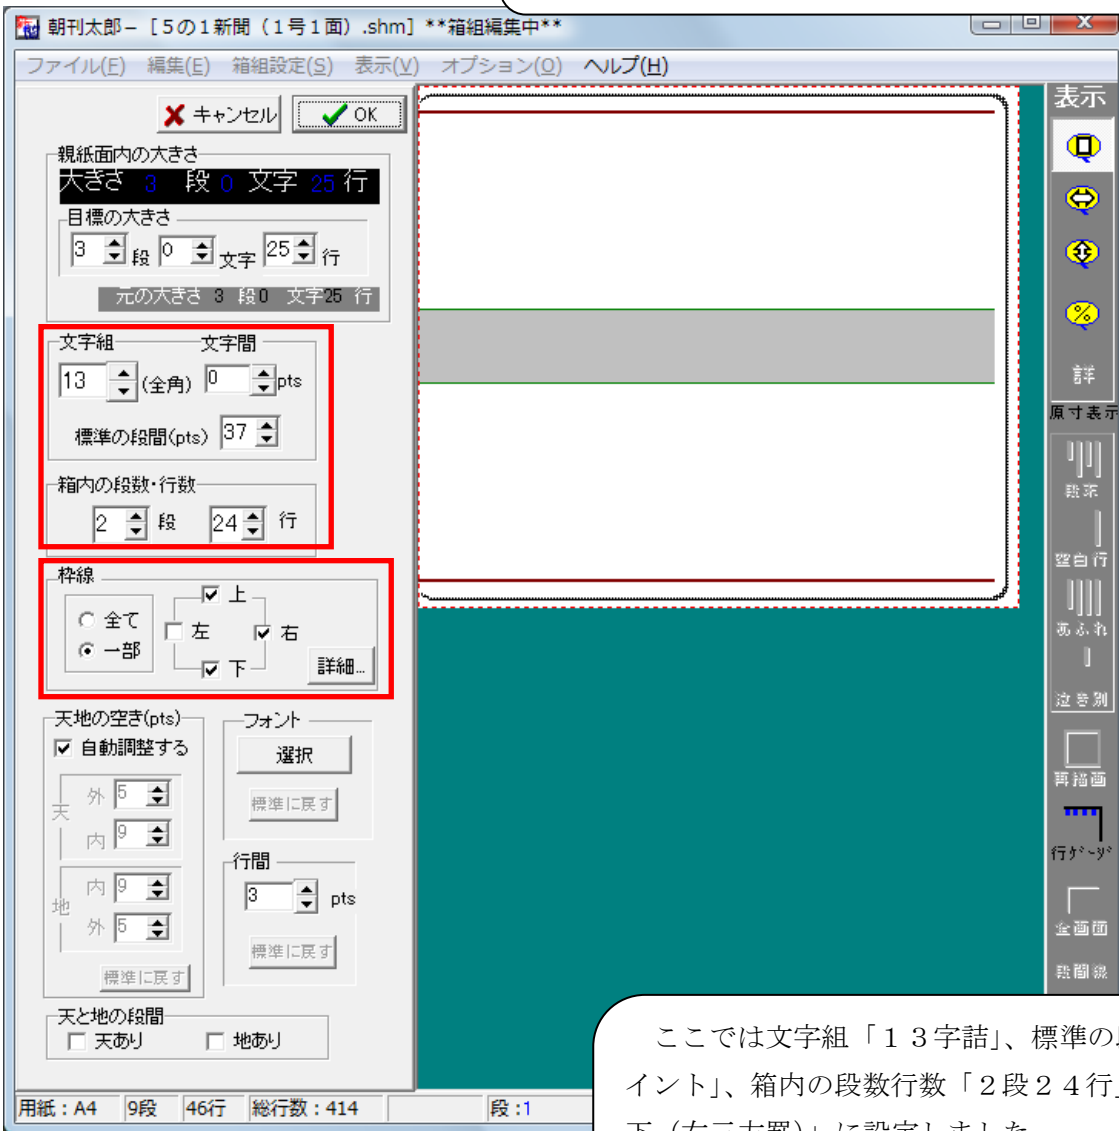 朝刊太郎－［５の１新聞（１号１面）.shm］**箱組編集中**
ファイル(F) 編集(E) 箱組設定(S) 表示(V) オプション(O) ヘルプ(H)
キャンセル OK
親紙面内の大きさ
大きさ 3 段 0 文字 25 行
目標の大きさ
3 段 0 文字 25 行
元の大きさ 3 段0 文字25 行
文字組 文字間
13 (全角) 0 pts
標準の段間(pts) 37
箱内の段数・行数
2 段 24 行
枠線
全て
一部
上
左 右
下
詳細...
天地の空き(pts)
自動調整する
天
外 5
内 9
地
内 9
外 5
標準に戻す
フォント
選択
標準に戻す
行間
3 pts
標準に戻す
天と地の段間
天あり 地あり
用紙：A4 9段 46行 総行数：414 段：1
表示
詳
原寸表示
空白行
あふれ
泣き別
再描画
行ゲージ
全画面
段間線
ここでは文字組「１３字詰」、標準の
イント」、箱内の段数行数「２段２４行」